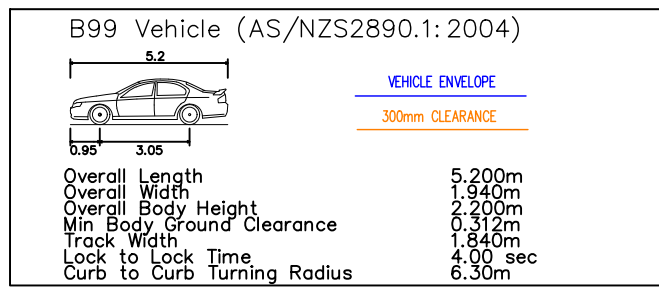 B99 Vehicle (AS/NZS2890.1:2004)
5.2
VEHICLE ENVELOPE
300mm CLEARANCE
0.95 3.05
Overall Length 5.200m
Overall Width 1.940m
Overall Body Height 2.200m
Min Body Ground Clearance 0.312m
Track Width 1.840m
Lock to Lock Time 4.00 sec
Curb to Curb Turning Radius 6.30m